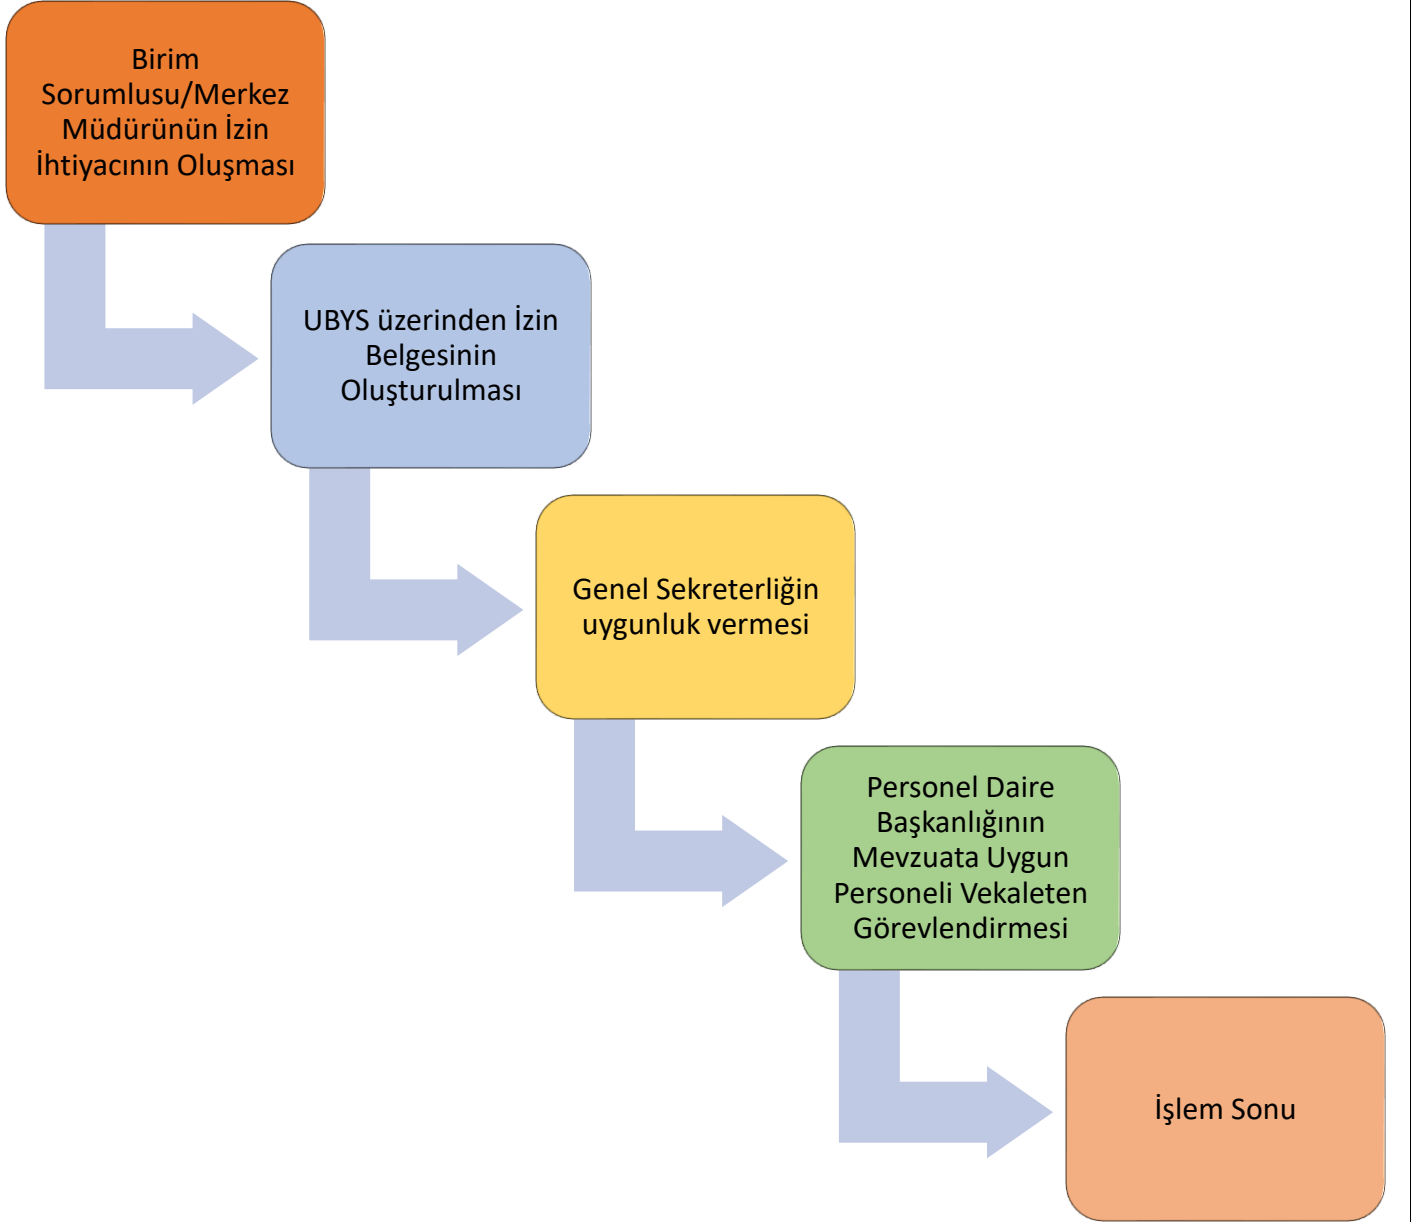 Birim
Sorumlusu/Merkez
Müdürünün İzin
İhtiyacının Oluşması
UBYS üzerinden İzin
Belgesinin
Oluşturulması
Genel Sekreterliğin
uygunluk vermesi
Personel Daire
Başkanlığının
Mevzuata Uygun
Personeli Vekaleten
Görevlendirmesi
İşlem Sonu